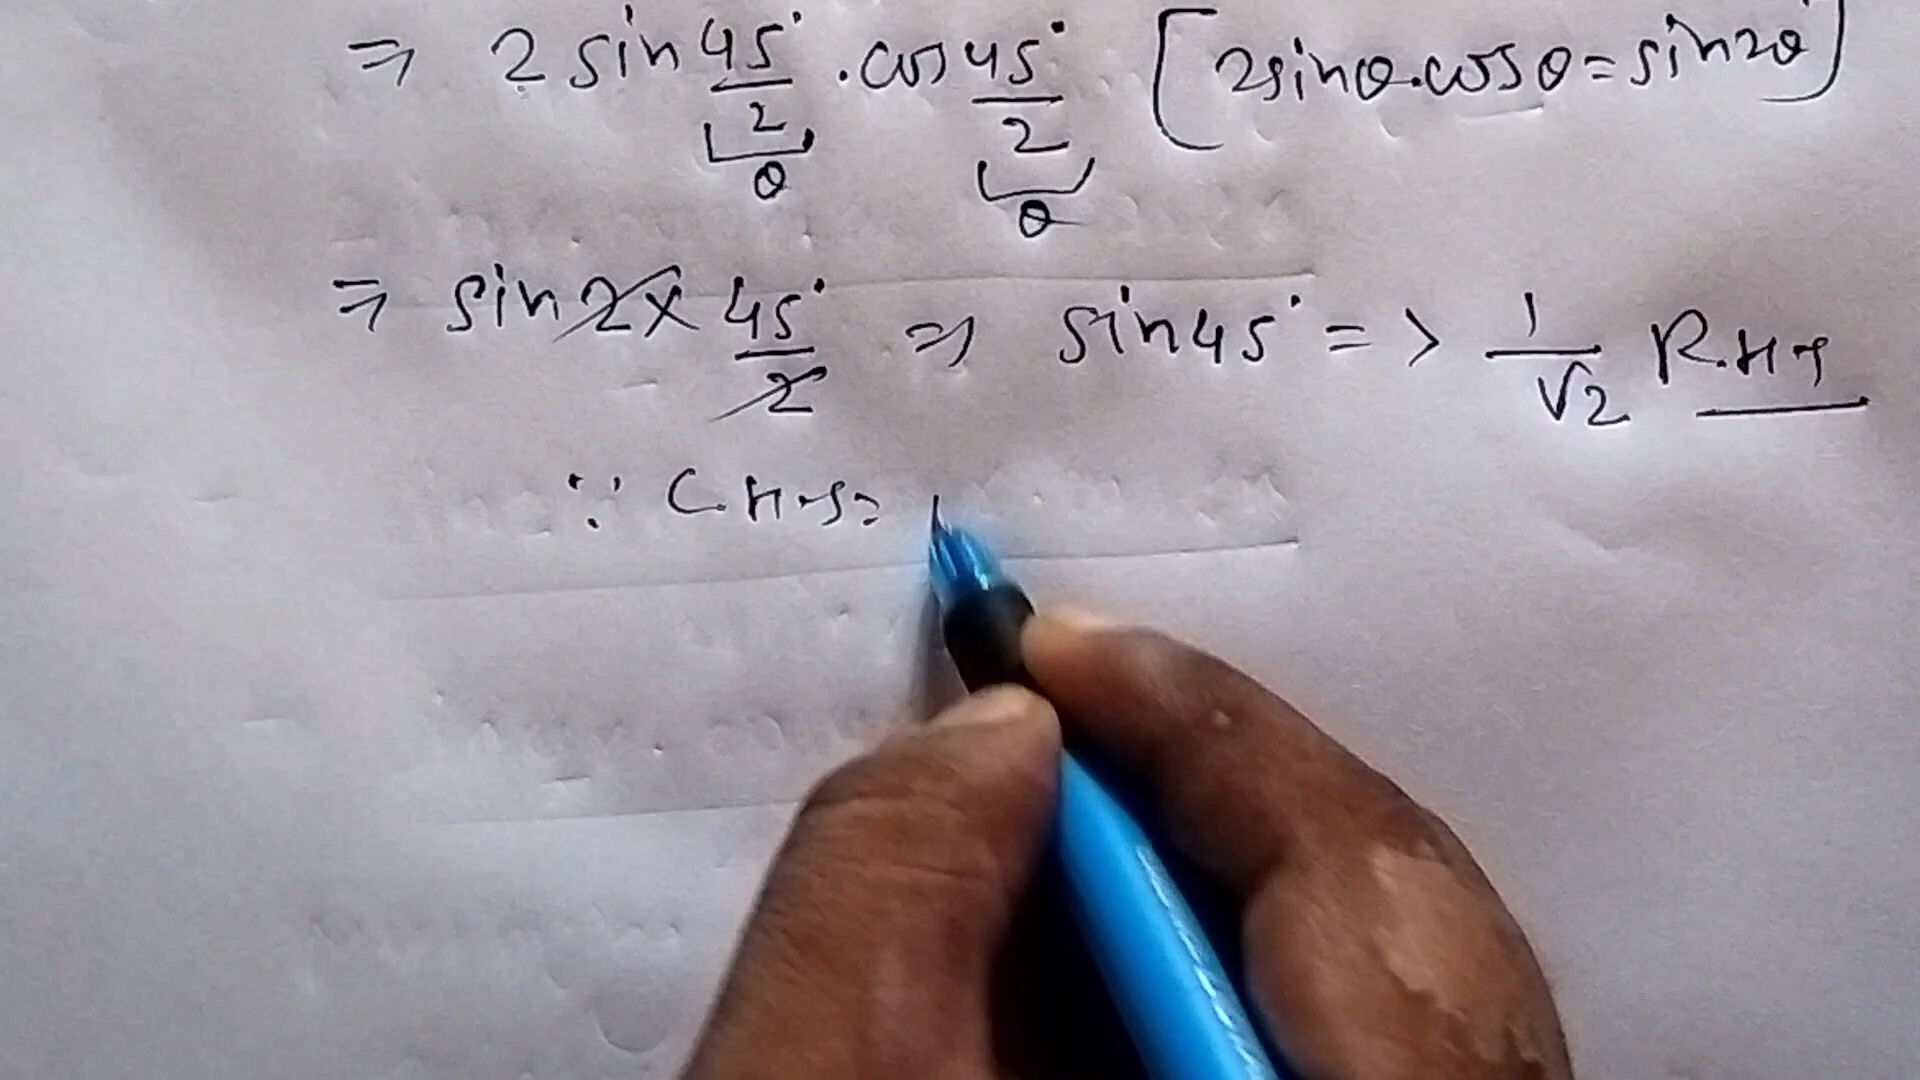 ⇒ 2 sin 45°/2 . cos 45°/2 [2sinθ.cosθ = sin2θ]
θ θ
⇒ sin 2 x 45°/2 ⇒ sin 45° => 1/√2 R.H.S
∵ L.H.S =